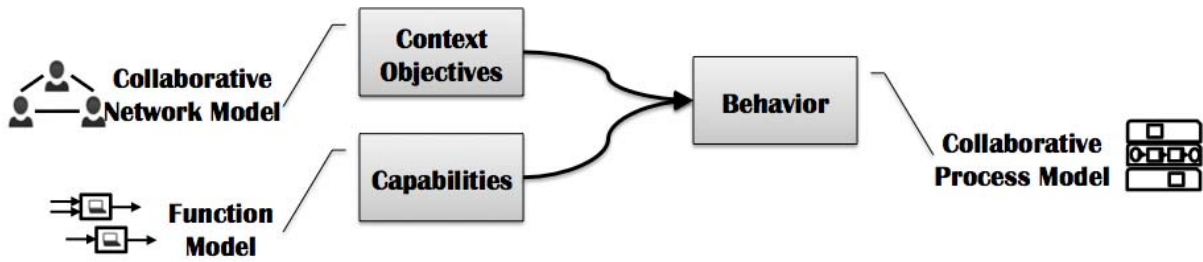 Context
Objectives
Collaborative
Network Model
Behavior
Capabilities
Collaborative
Process Model
Function
Model